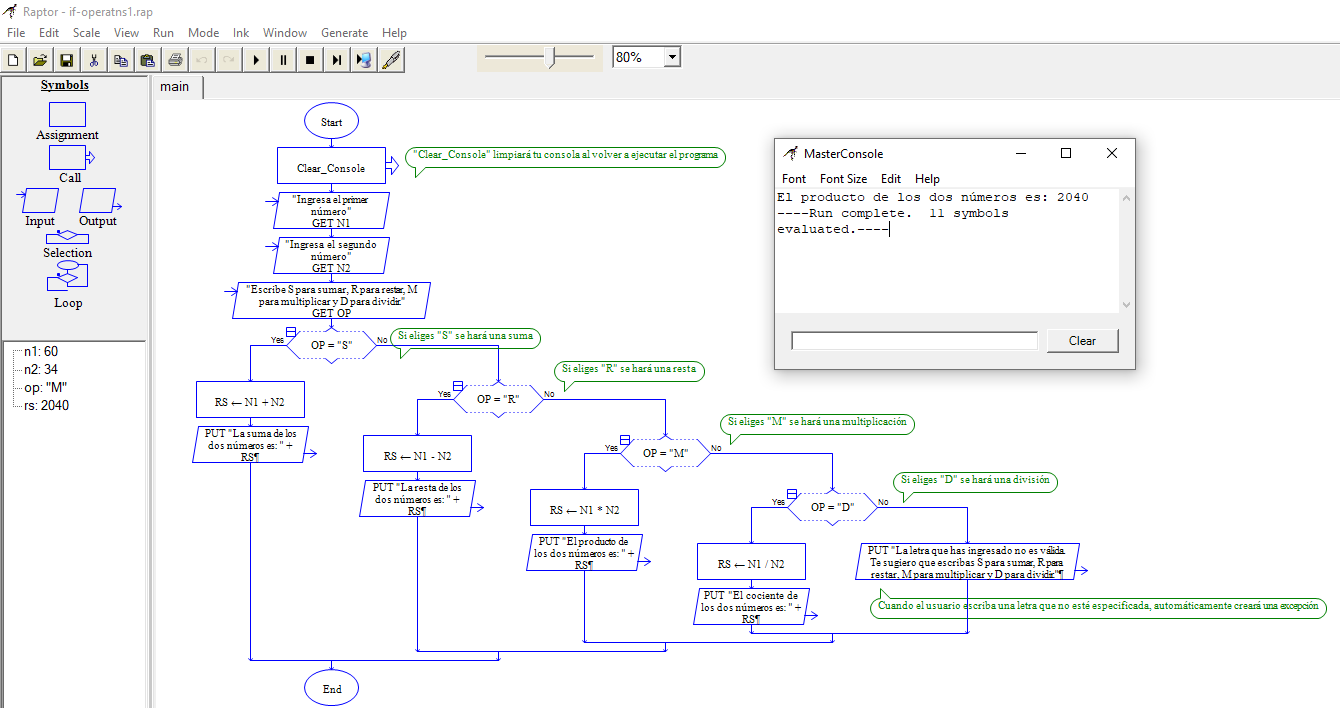 Raptor - if-operatns1.rap
File Edit Scale View Run Mode Ink Window Generate Help
80%
Symbols
Assignment
Call
Input Output
Selection
Loop
n1: 60
n2: 34
op: "M"
rs: 2040
main
Start
Clear_Console
"Clear_Console" limpiará tu consola al volver a ejecutar el programa
"Ingresa el primer
número"
GET N1
"Ingresa el segundo
número"
GET N2
"Escribe S para sumar, R para restar, M
para multiplicar y D para dividir."
GET OP
Yes
OP = "S"
No
Si eliges "S" se hará una suma
RS ← N1 + N2
PUT "La suma de los
dos números es: " +
RS¶
Yes
OP = "R"
No
Si eliges "R" se hará una resta
RS ← N1 - N2
PUT "La resta de los
dos números es: " +
RS¶
Yes
OP = "M"
No
Si eliges "M" se hará una multiplicación
RS ← N1 * N2
PUT "El producto de
los dos números es: " +
RS¶
Yes
OP = "D"
No
Si eliges "D" se hará una división
RS ← N1 / N2
PUT "El cociente de
los dos números es: " +
RS¶
PUT "La letra que has ingresado no es válida.
Te sugiero que escribas S para sumar, R para
restar, M para multiplicar y D para dividir."¶
Cuando el usuario escriba una letra que no esté especificada, automáticamente creará una excepción
End
MasterConsole
Font Font Size Edit Help
El producto de los dos números es: 2040
----Run complete. 11 symbols
evaluated.----
Clear